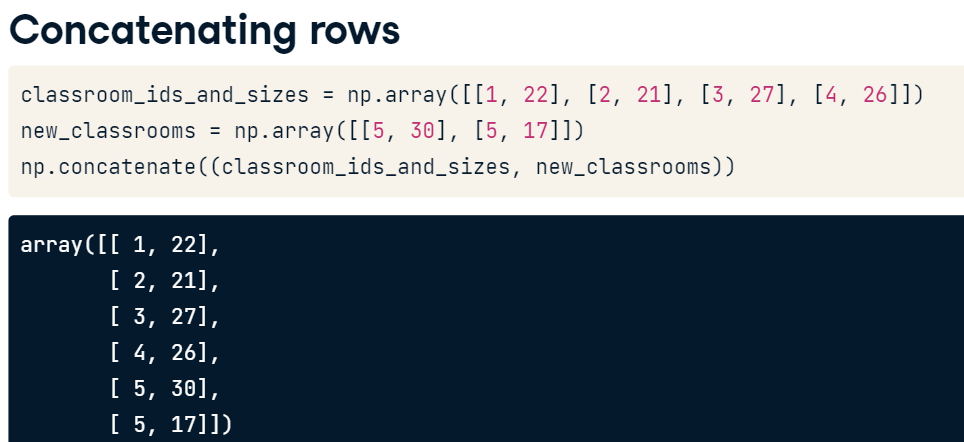 Concatenating rows
classroom_ids_and_sizes = np.array([[1, 22], [2, 21], [3, 27], [4, 26]])
new_classrooms = np.array([[5, 30], [5, 17]])
np.concatenate((classroom_ids_and_sizes, new_classrooms))
array([[ 1, 22],
       [ 2, 21],
       [ 3, 27],
       [ 4, 26],
       [ 5, 30],
       [ 5, 17]])